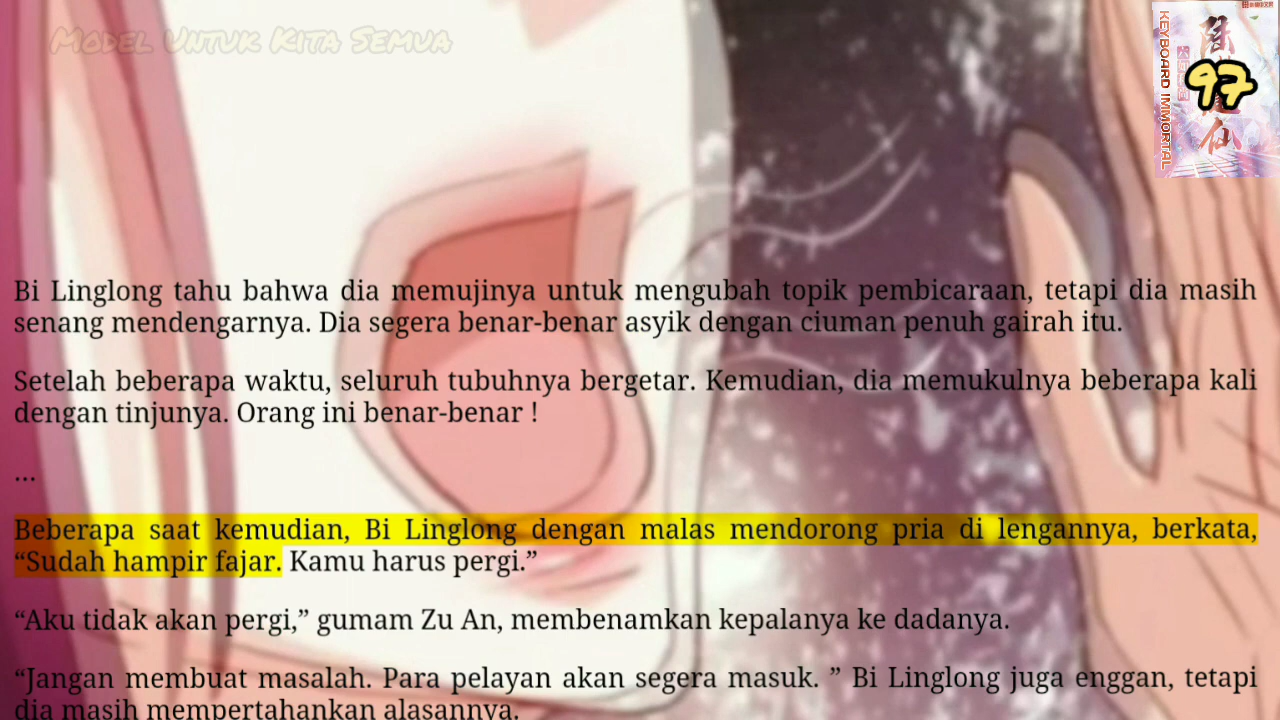 Model Untuk Kita Semua
KEYBOARD IMMORTAL
97
仙
Bi Linglong tahu bahwa dia memujinya untuk mengubah topik pembicaraan, tetapi dia masih
senang mendengarnya. Dia segera benar-benar asyik dengan ciuman penuh gairah itu.
Setelah beberapa waktu, seluruh tubuhnya bergetar. Kemudian, dia memukulnya beberapa kali
dengan tinjunya. Orang ini benar-benar !
...
Beberapa saat kemudian, Bi Linglong dengan malas mendorong pria di lengannya, berkata,
“Sudah hampir fajar. Kamu harus pergi.”
“Aku tidak akan pergi,” gumam Zu An, membenamkan kepalanya ke dadanya.
“Jangan membuat masalah. Para pelayan akan segera masuk. ” Bi Linglong juga enggan, tetapi
dia masih mempertahankan alasannya.